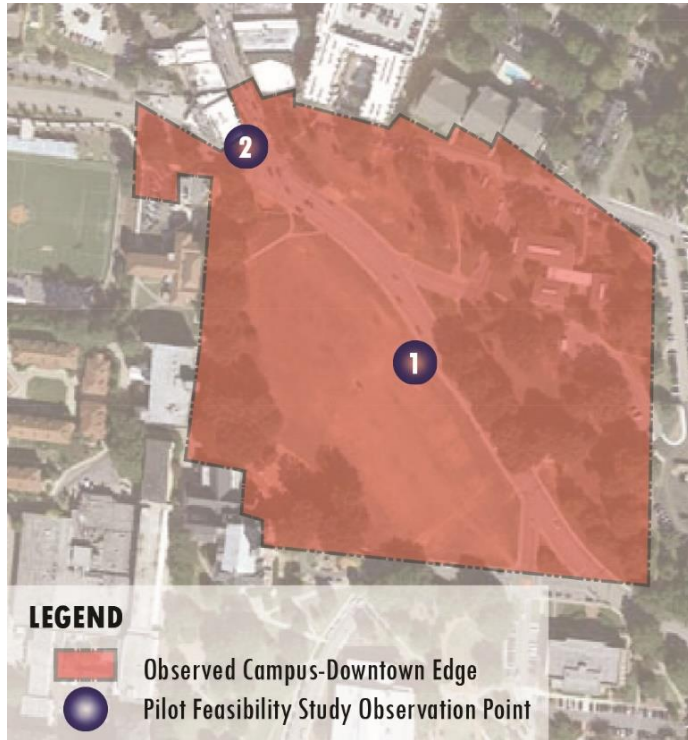 2
1
LEGEND
Observed Campus-Downtown Edge
Pilot Feasibility Study Observation Point